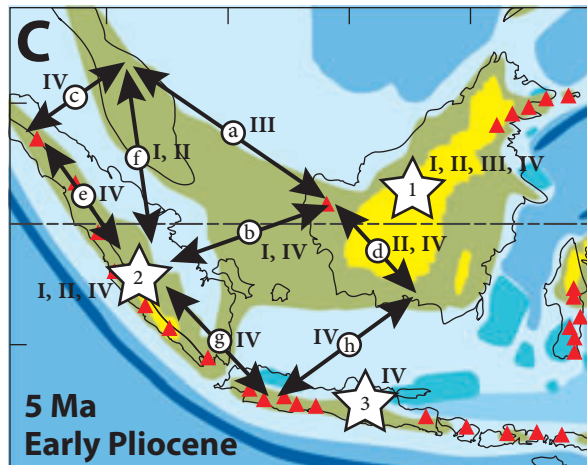 C
IV
c
a
III
I, II
f
I, II, III, IV
1
e
IV
b
I, IV
d
II, IV
2
I, II, IV
g
IV
IV
h
IV
3
5 Ma
Early Pliocene